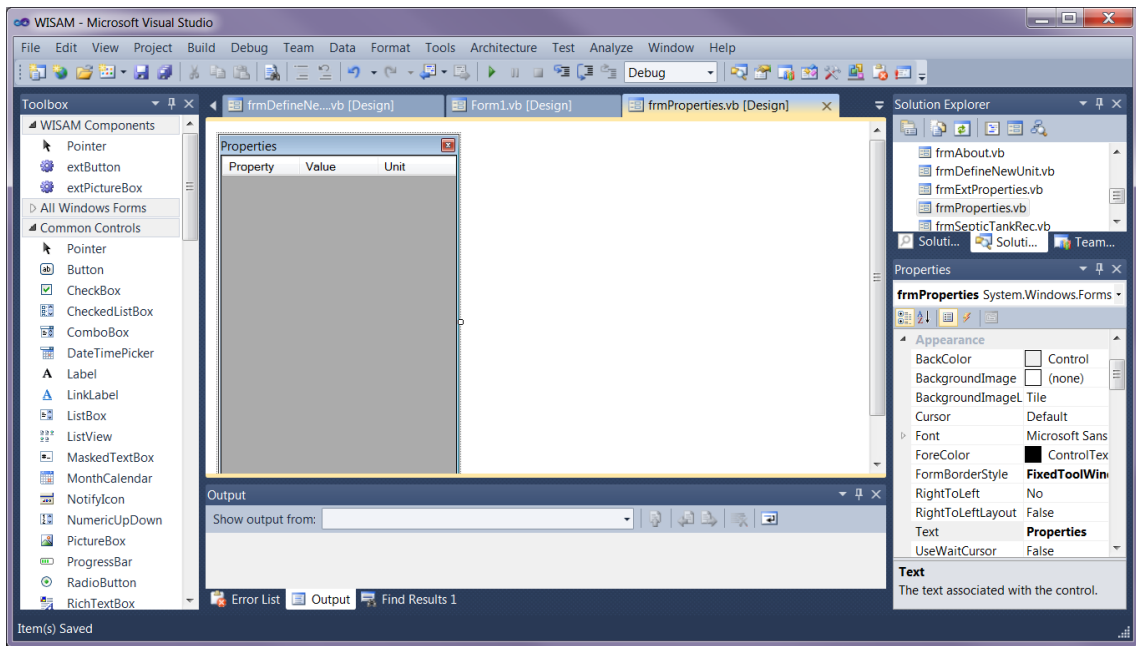 WISAM - Microsoft Visual Studio
File Edit View Project Build Debug Team Data Format Tools Architecture Test Analyze Window Help
Debug
Toolbox
WISAM Components
Pointer
extButton
extPictureBox
All Windows Forms
Common Controls
Pointer
Button
CheckBox
CheckedListBox
ComboBox
DateTimePicker
Label
LinkLabel
ListBox
ListView
MaskedTextBox
MonthCalendar
NotifyIcon
NumericUpDown
PictureBox
ProgressBar
RadioButton
RichTextBox
frmDefineNe....vb [Design] Form1.vb [Design] frmProperties.vb [Design]
Properties
Property Value Unit
Output
Show output from:
Error List Output Find Results 1
Solution Explorer
frmAbout.vb
frmDefineNewUnit.vb
frmExtProperties.vb
frmProperties.vb
frmSepticTankRec.vb
Soluti... Soluti... Team...
Properties
frmProperties System.Windows.Forms
Appearance
BackColor Control
BackgroundImage (none)
BackgroundImageL Tile
Cursor Default
Font Microsoft Sans
ForeColor ControlTex
FormBorderStyle FixedToolWin
RightToLeft No
RightToLeftLayout False
Text Properties
UseWaitCursor False
Text
The text associated with the control.
Item(s) Saved